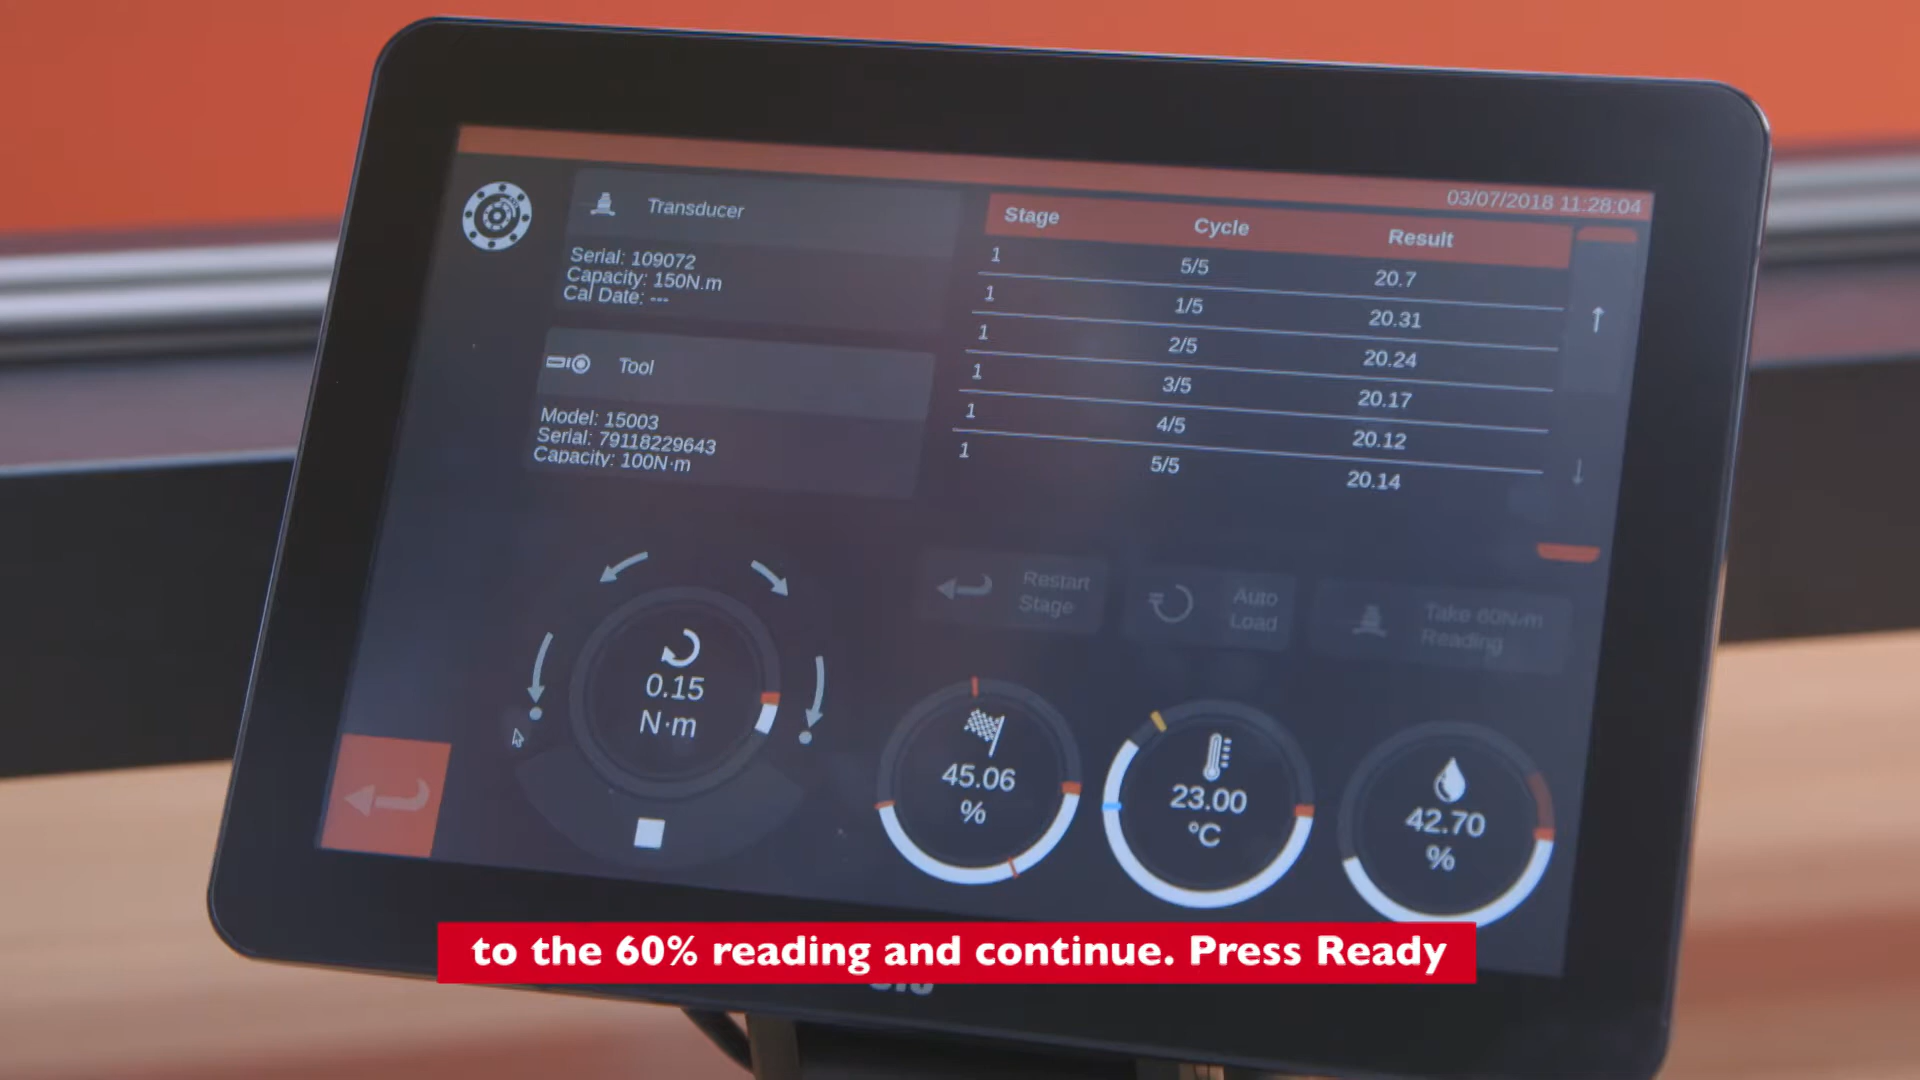 03/07/2018 11:28:04
Transducer
Serial: 109072
Capacity: 150N.m
Cal Date: ---
Tool
Model: 15003
Serial: 79118229643
Capacity: 100N·m
Stage Cycle Result
1 5/5 20.7
1 1/5 20.31
1 2/5 20.24
1 3/5 20.17
1 4/5 20.12
1 5/5 20.14
Restart
Stage
Auto
Load
Take 60N·m
Reading
0.15
N·m
45.06
%
23.00
°C
42.70
%
to the 60% reading and continue. Press Ready